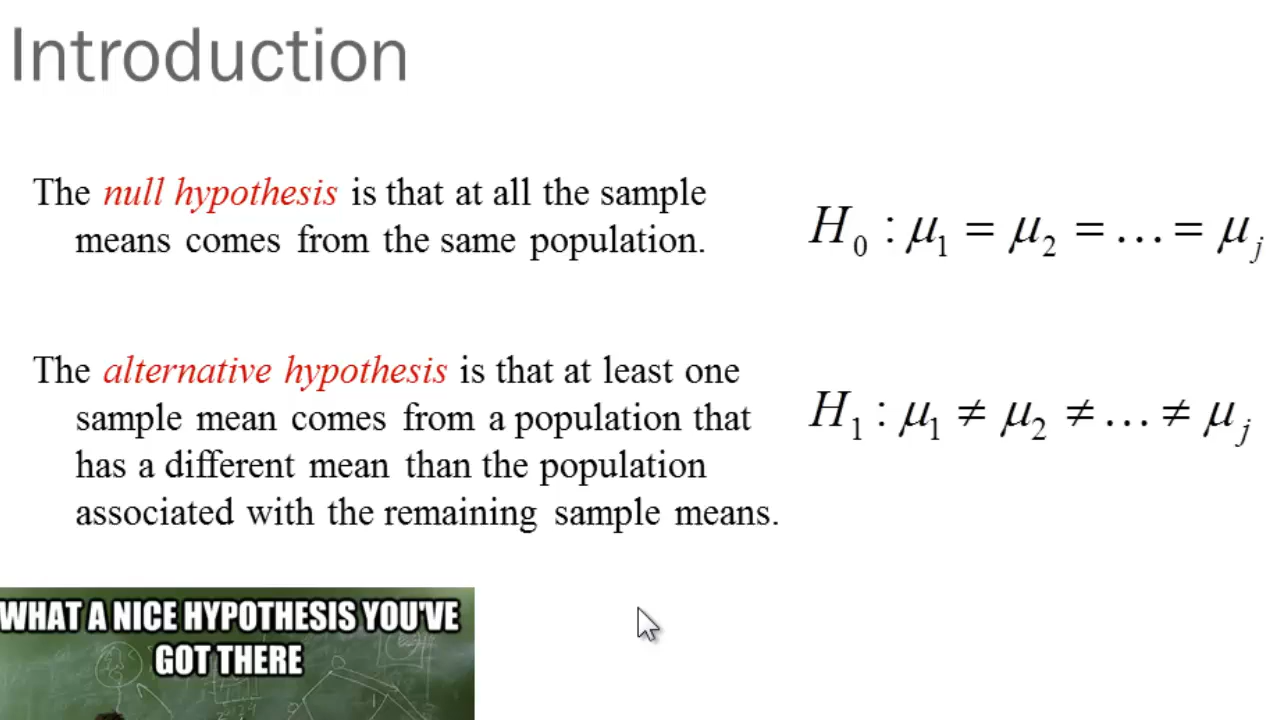 Introduction
The null hypothesis is that at all the sample
means comes from the same population.
H₀ : μ₁ = μ₂ = … = μⱼ
The alternative hypothesis is that at least one
sample mean comes from a population that
has a different mean than the population
associated with the remaining sample means.
H₁ : μ₁ ≠ μ₂ ≠ … ≠ μⱼ
WHAT A NICE HYPOTHESIS YOU'VE
GOT THERE